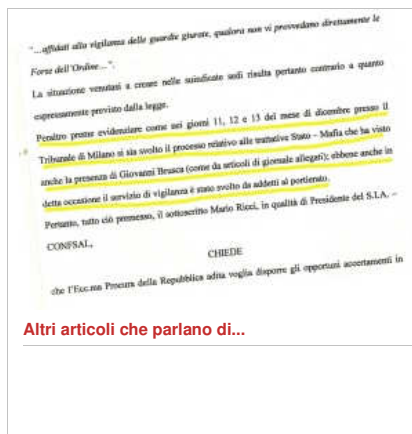 "...affidati alla vigilanza delle guardie giurate, qualora non vi provvedano direttamente le
Forze dell'Ordine...".
La situazione venutasi a creare nelle suindicate sedi risulta pertanto contrario a quanto
espressamente previsto dalla legge.
Peraltro preme evidenziare come nei giorni 11, 12 e 13 del mese di dicembre presso il
Tribunale di Milano si sia svolto il processo relativo alle trattative Stato – Mafia che ha visto
anche la presenza di Giovanni Brusca (come da articoli di giornale allegati); ebbene anche in
detta occasione il servizio di vigilanza è stato svolto da addetti al portierato.
Pertanto, tutto ciò premesso, il sottoscritto Mario Ricci, in qualità di Presidente del S.I.A. –
CONFSAL,
CHIEDE
che l'Ecc.ma Procura della Repubblica adita voglia disporre gli opportuni accertamenti in
Altri articoli che parlano di...